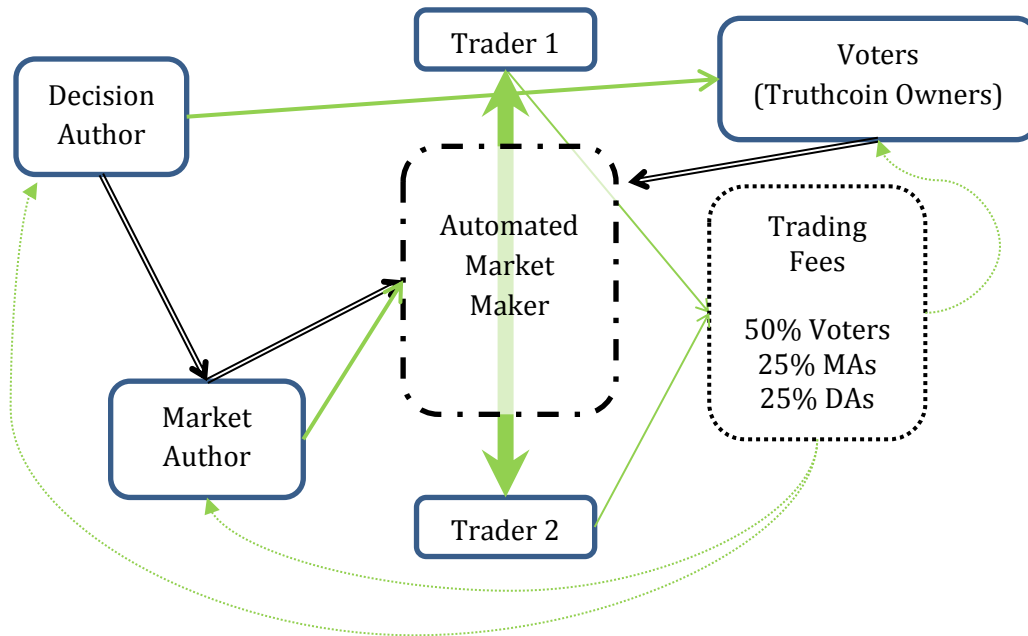 Trader 1
Voters
(Truthcoin Owners)
Decision
Author
Automated
Market
Maker
Trading
Fees
50% Voters
25% MAs
25% DAs
Market
Author
Trader 2